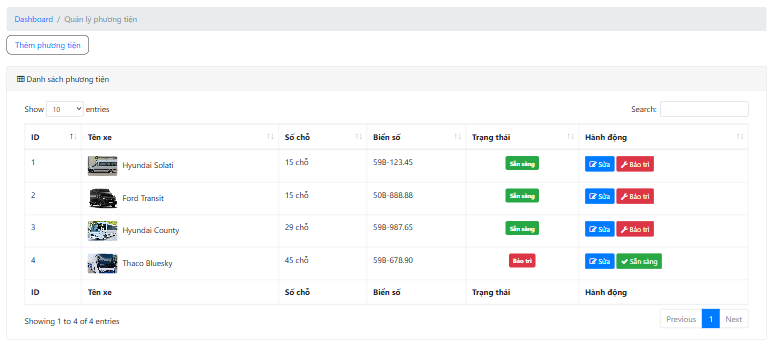 Dashboard / Quản lý phương tiện
Thêm phương tiện
Danh sách phương tiện
Show 10 entries Search:
ID Tên xe Số chỗ Biển số Trạng thái Hành động
1 Hyundai Solati 15 chỗ 59B-123.45 Sẵn sàng Sửa Bảo trì
2 Ford Transit 15 chỗ 50B-888.88 Sẵn sàng Sửa Bảo trì
3 Hyundai County 29 chỗ 59B-987.65 Sẵn sàng Sửa Bảo trì
4 Thaco Bluesky 45 chỗ 59B-678.90 Bảo trì Sửa Sẵn sàng
ID Tên xe Số chỗ Biển số Trạng thái Hành động
Showing 1 to 4 of 4 entries Previous 1 Next